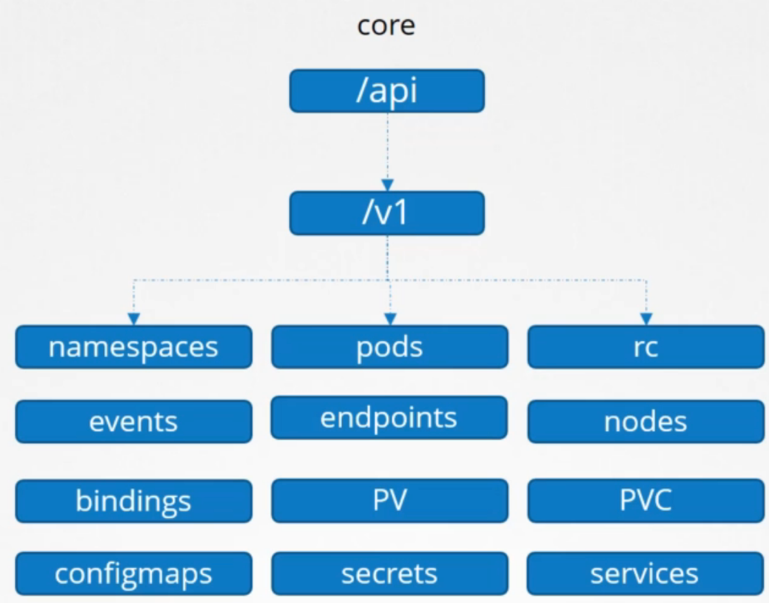 core
/api
/v1
namespaces
pods
rc
events
endpoints
nodes
bindings
PV
PVC
configmaps
secrets
services